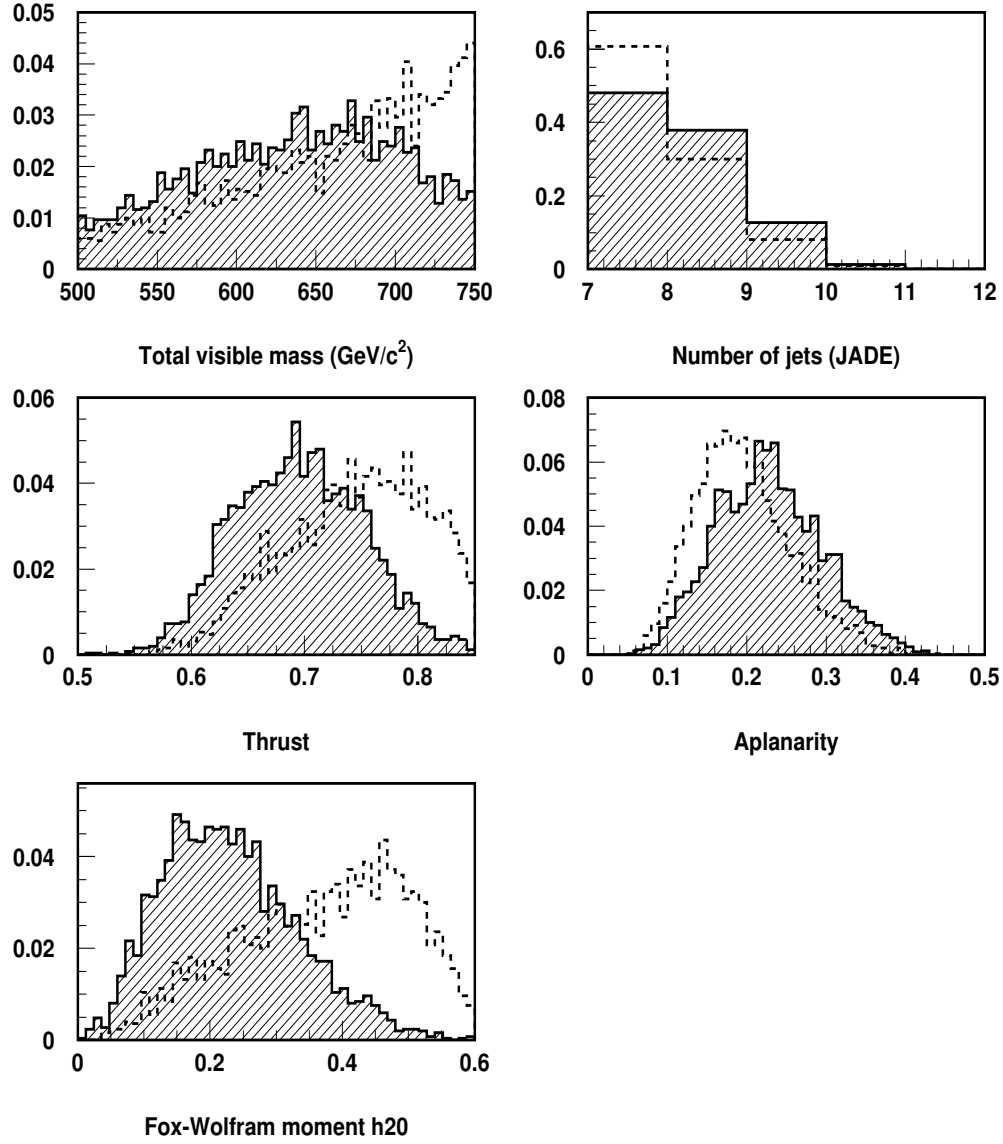 0.05
0.04
0.03
0.02
0.01
0
500 550 600 650 700 750
Total visible mass (GeV/c²)
0.6
0.4
0.2
0
7 8 9 10 11 12
Number of jets (JADE)
0.06
0.04
0.02
0
0.5 0.6 0.7 0.8
Thrust
0.08
0.06
0.04
0.02
0
0 0.1 0.2 0.3 0.4 0.5
Aplanarity
0.04
0.02
0
0 0.2 0.4 0.6
Fox-Wolfram moment h20